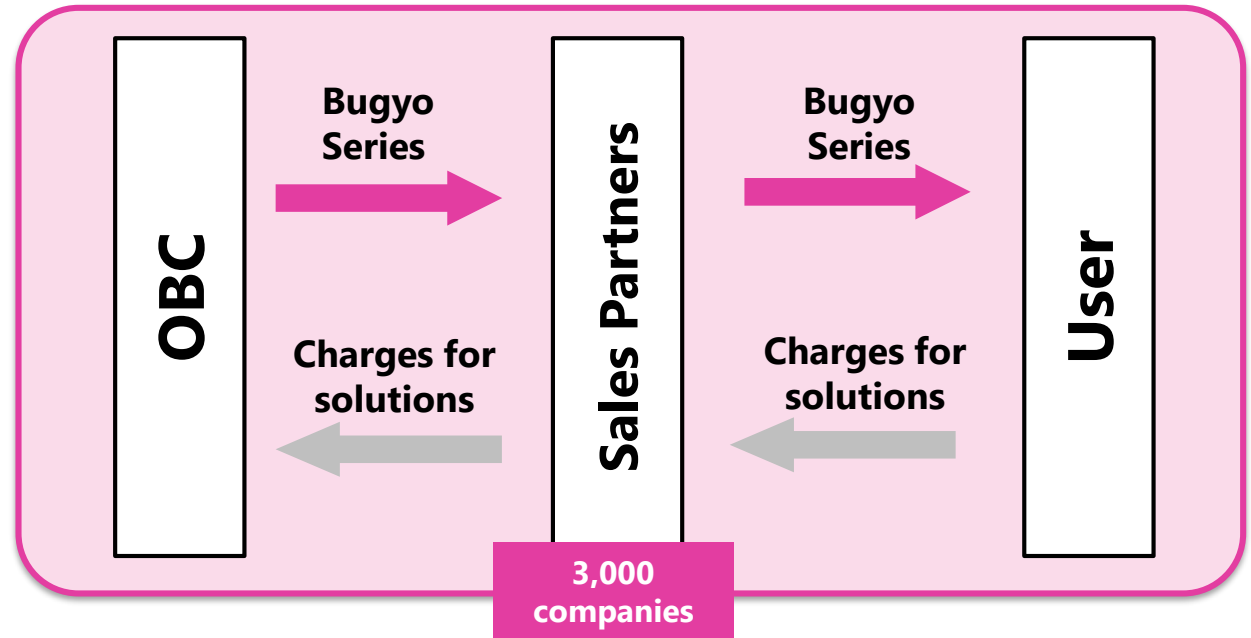 OBC
Bugyo
Series
Charges for
solutions
Sales Partners
3,000
companies
Bugyo
Series
Charges for
solutions
User